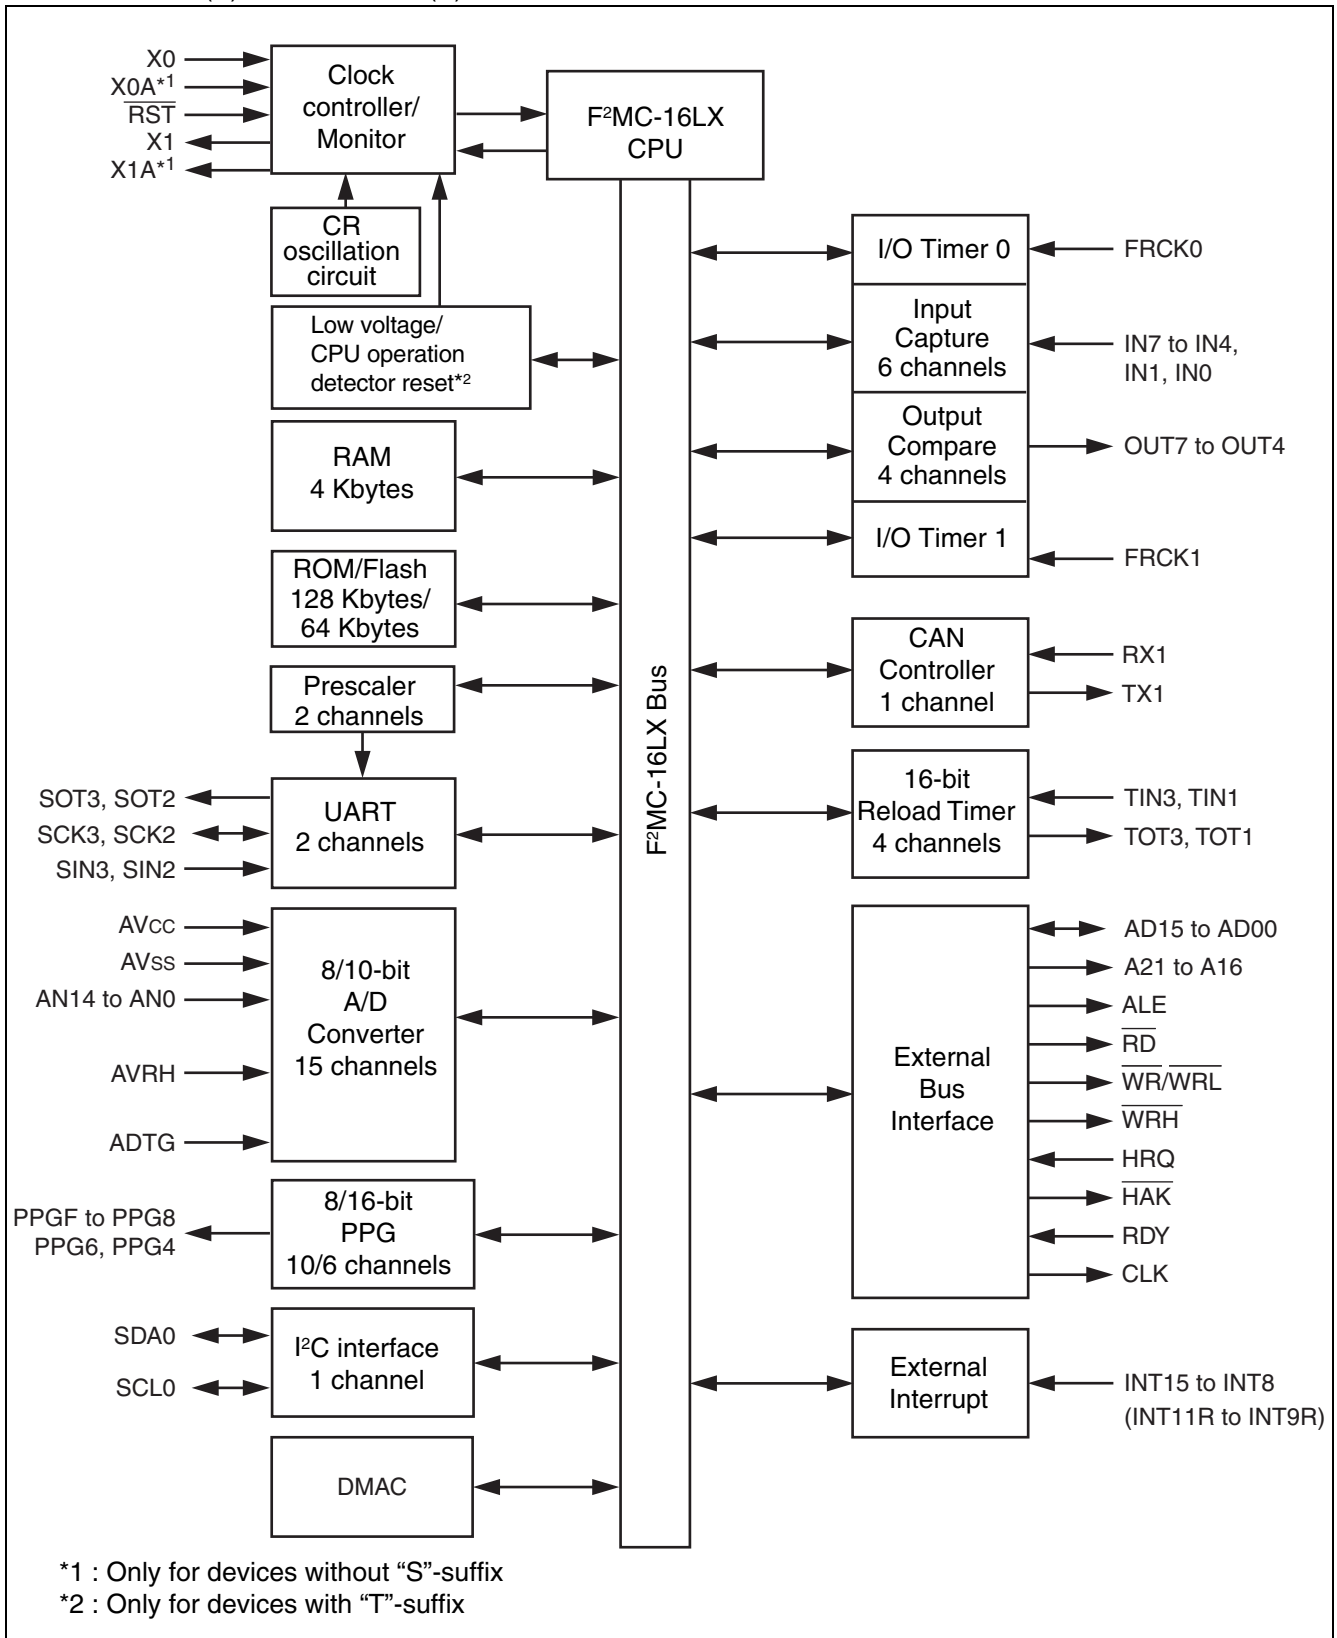 X0
X0A*1
RST
X1
X1A*1
Clock
controller/
Monitor
F²MC-16LX
CPU
CR
oscillation
circuit
Low voltage/
CPU operation
detector reset*2
RAM
4 Kbytes
ROM/Flash
128 Kbytes/
64 Kbytes
Prescaler
2 channels
SOT3, SOT2
SCK3, SCK2
SIN3, SIN2
UART
2 channels
AVCC
AVSS
AN14 to AN0
AVRH
ADTG
8/10-bit
A/D
Converter
15 channels
PPGF to PPG8
PPG6, PPG4
8/16-bit
PPG
10/6 channels
SDA0
SCL0
I²C interface
1 channel
DMAC
F²MC-16LX Bus
I/O Timer 0
FRCK0
Input
Capture
6 channels
IN7 to IN4,
IN1, IN0
Output
Compare
4 channels
OUT7 to OUT4
I/O Timer 1
FRCK1
CAN
Controller
1 channel
RX1
TX1
16-bit
Reload Timer
4 channels
TIN3, TIN1
TOT3, TOT1
External
Bus
Interface
AD15 to AD00
A21 to A16
ALE
RD
WR/WRL
WRH
HRQ
HAK
RDY
CLK
External
Interrupt
INT15 to INT8
(INT11R to INT9R)
*1 : Only for devices without “S”-suffix
*2 : Only for devices with “T”-suffix